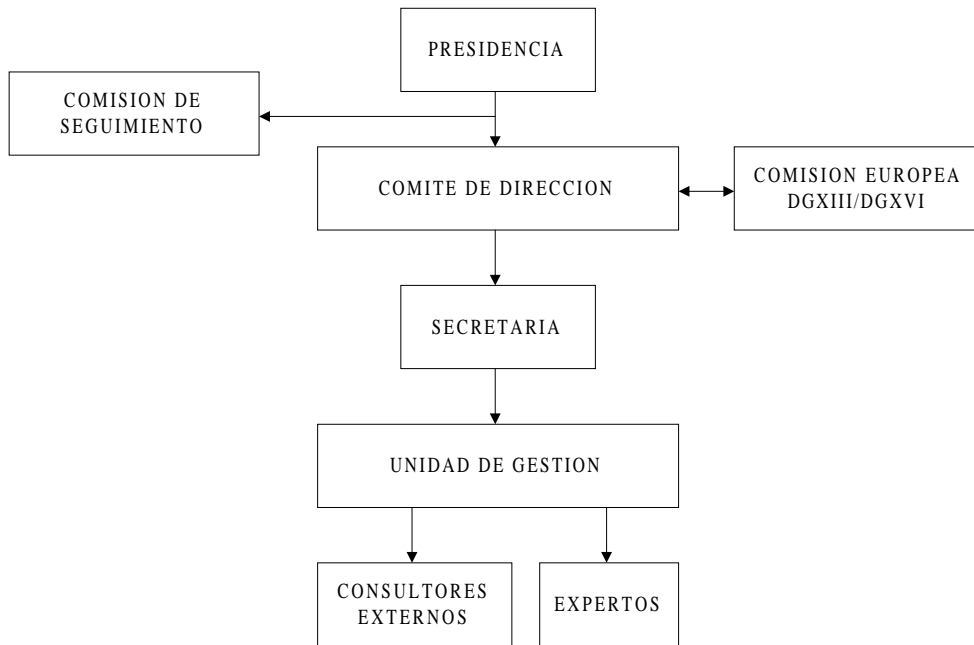 PRESIDENCIA
COMISION DE
SEGUIMIENTO
COMITE DE DIRECCION
COMISION EUROPEA
DGXIII/DGXVI
SECRETARIA
UNIDAD DE GESTION
CONSULTORES
EXTERNOS
EXPERTOS